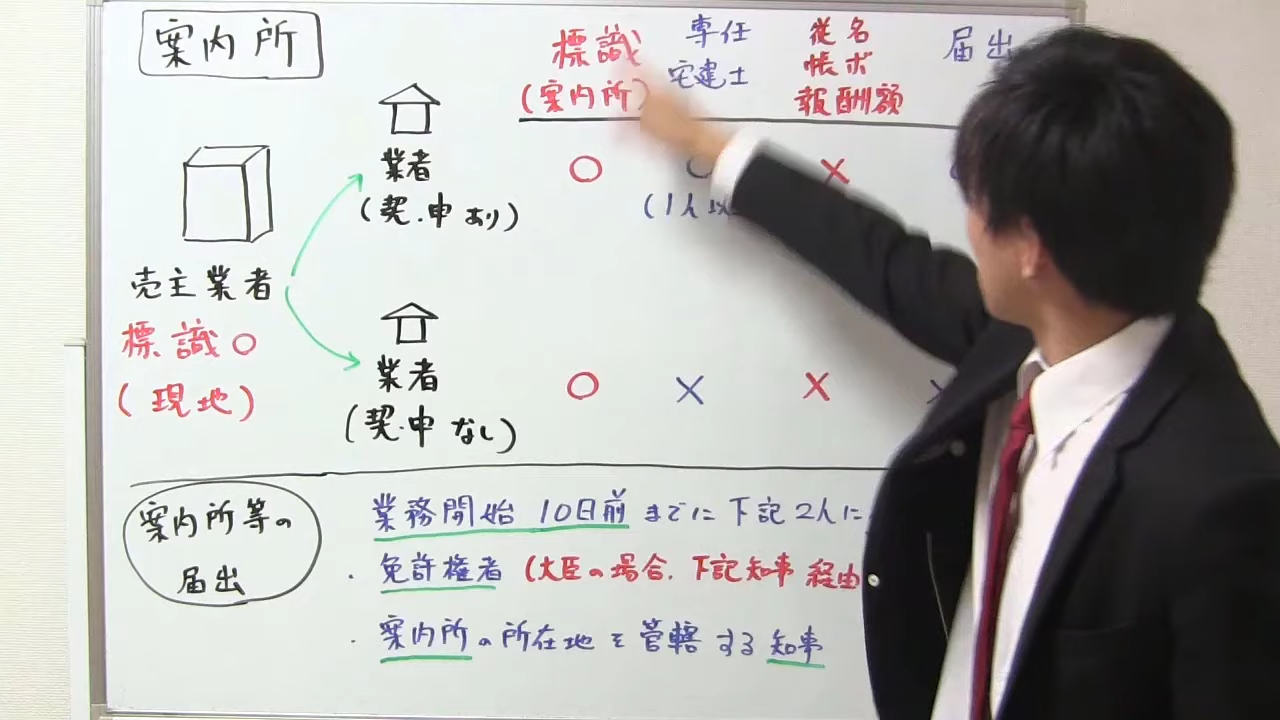 案内所
標識
(案内所)
専任
宅建士
従名
帳ボ
報酬額
届出
業者
(契・申あり)
○
×
(1人以
売主業者
標識○
(現地)
業者
(契・申なし)
○ × ×
案内所等の
届出
業務開始10日前までに下記2人に
・免許権者(大臣の場合、下記知事経由
・案内所の所在地を管轄する知事